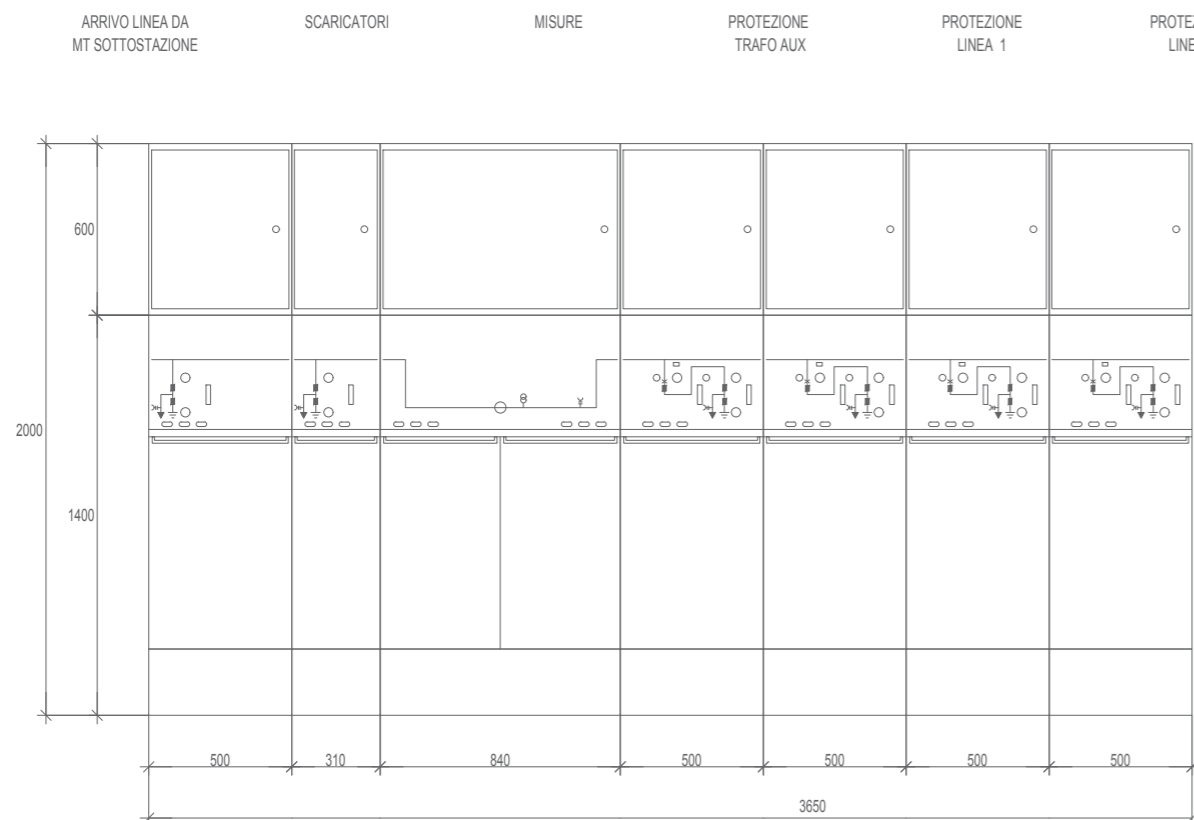 ARRIVO LINEA DA
MT SOTTOSTAZIONE
SCARICATORI
MISURE
PROTEZIONE
TRAFO AUX
PROTEZIONE
LINEA 1
600
2000
1400
500
310
840
500
500
500
500
3650